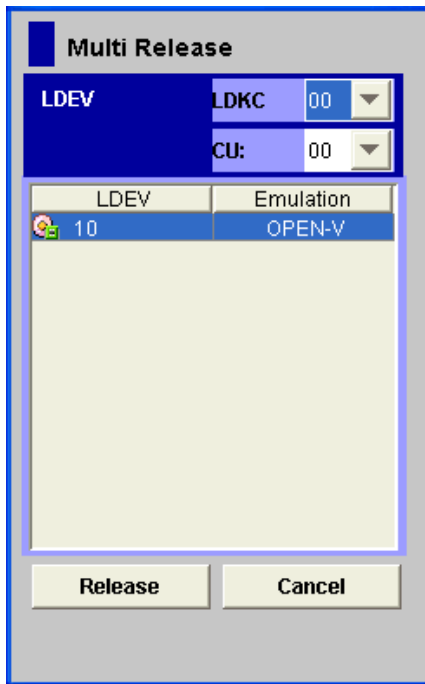 Multi Release
LDEV LDKC 00
CU: 00
LDEV Emulation
10 OPEN-V
Release Cancel